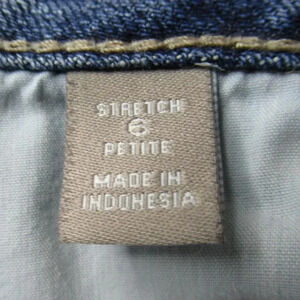 STRETCH
6
PETITE
MADE IN
INDONESIA